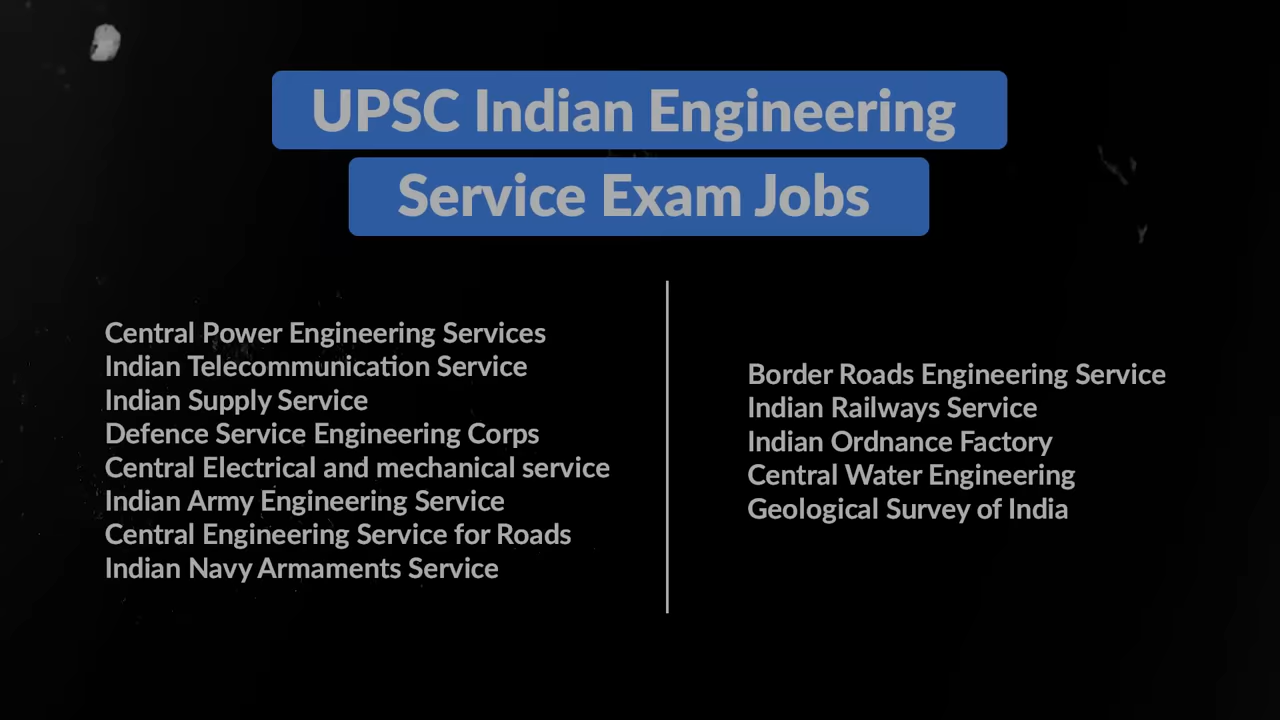 UPSC Indian Engineering
Service Exam Jobs
Central Power Engineering Services
Indian Telecommunication Service
Indian Supply Service
Defence Service Engineering Corps
Central Electrical and mechanical service
Indian Army Engineering Service
Central Engineering Service for Roads
Indian Navy Armaments Service
Border Roads Engineering Service
Indian Railways Service
Indian Ordnance Factory
Central Water Engineering
Geological Survey of India